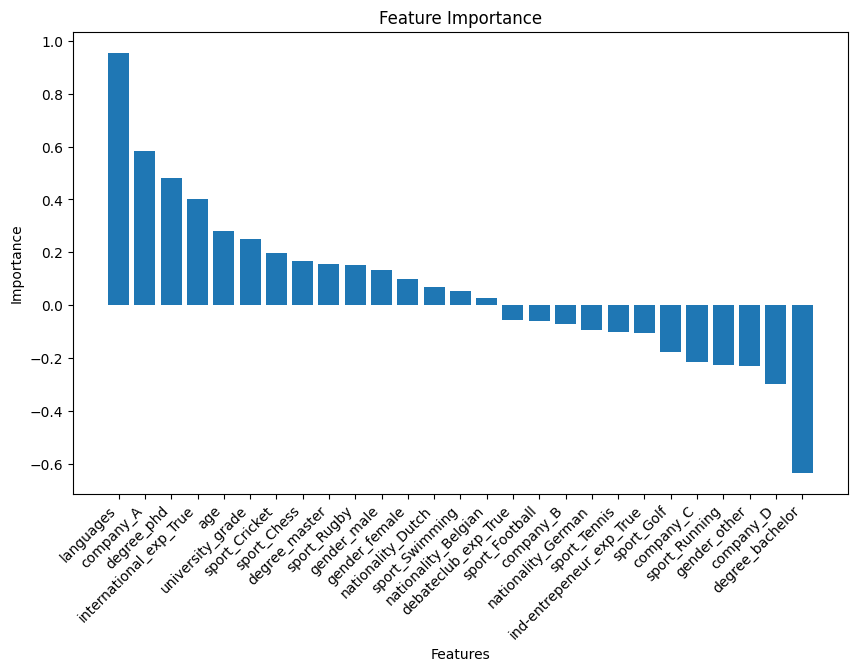 Feature Importance
Importance
1.0
0.8
0.6
0.4
0.2
0.0
−0.2
−0.4
−0.6
languages
company_A
degree_phd
international_exp_True
age
university_grade
sport_Cricket
sport_Chess
degree_master
sport_Rugby
gender_male
gender_female
nationality_Dutch
sport_Swimming
nationality_Belgian
debateclub_exp_True
sport_Football
company_B
nationality_German
sport_Tennis
ind-entrepeneur_exp_True
sport_Golf
company_C
sport_Running
gender_other
company_D
degree_bachelor
Features